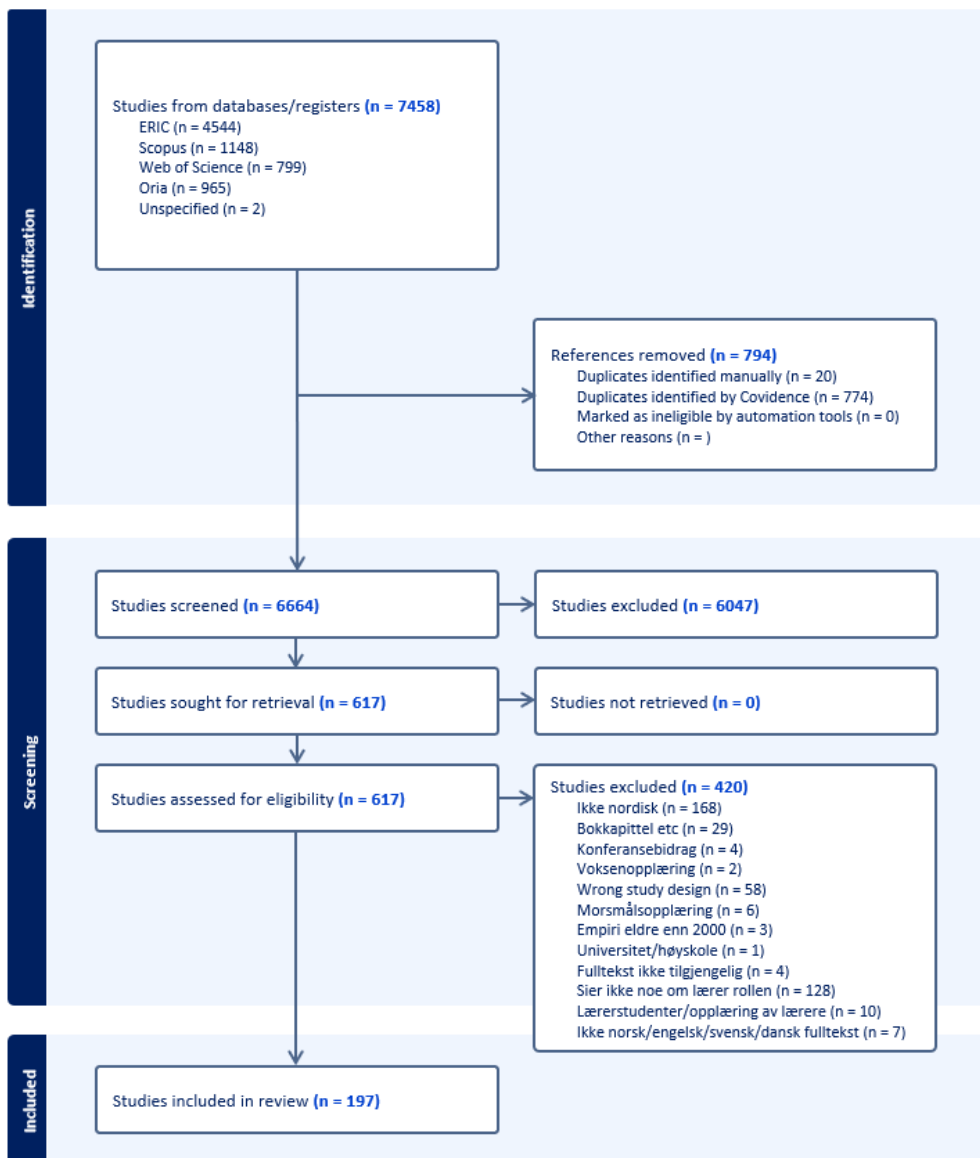 Identification
Studies from databases/registers (n = 7458)
ERIC (n = 4544)
Scopus (n = 1148)
Web of Science (n = 799)
Oria (n = 965)
Unspecified (n = 2)
References removed (n = 794)
Duplicates identified manually (n = 20)
Duplicates identified by Covidence (n = 774)
Marked as ineligible by automation tools (n = 0)
Other reasons (n = )
Screening
Studies screened (n = 6664)
Studies excluded (n = 6047)
Studies sought for retrieval (n = 617)
Studies not retrieved (n = 0)
Studies assessed for eligibility (n = 617)
Studies excluded (n = 420)
Ikke nordisk (n = 168)
Bokkapittel etc (n = 29)
Konferansebidrag (n = 4)
Voksenopplæring (n = 2)
Wrong study design (n = 58)
Morsmålsopplæring (n = 6)
Empiri eldre enn 2000 (n = 3)
Universitet/høyskole (n = 1)
Fulltekst ikke tilgjengelig (n = 4)
Sier ikke noe om lærer rollen (n = 128)
Lærerstudenter/opplæring av lærere (n = 10)
Ikke norsk/engelsk/svensk/dansk fulltekst (n = 7)
Included
Studies included in review (n = 197)